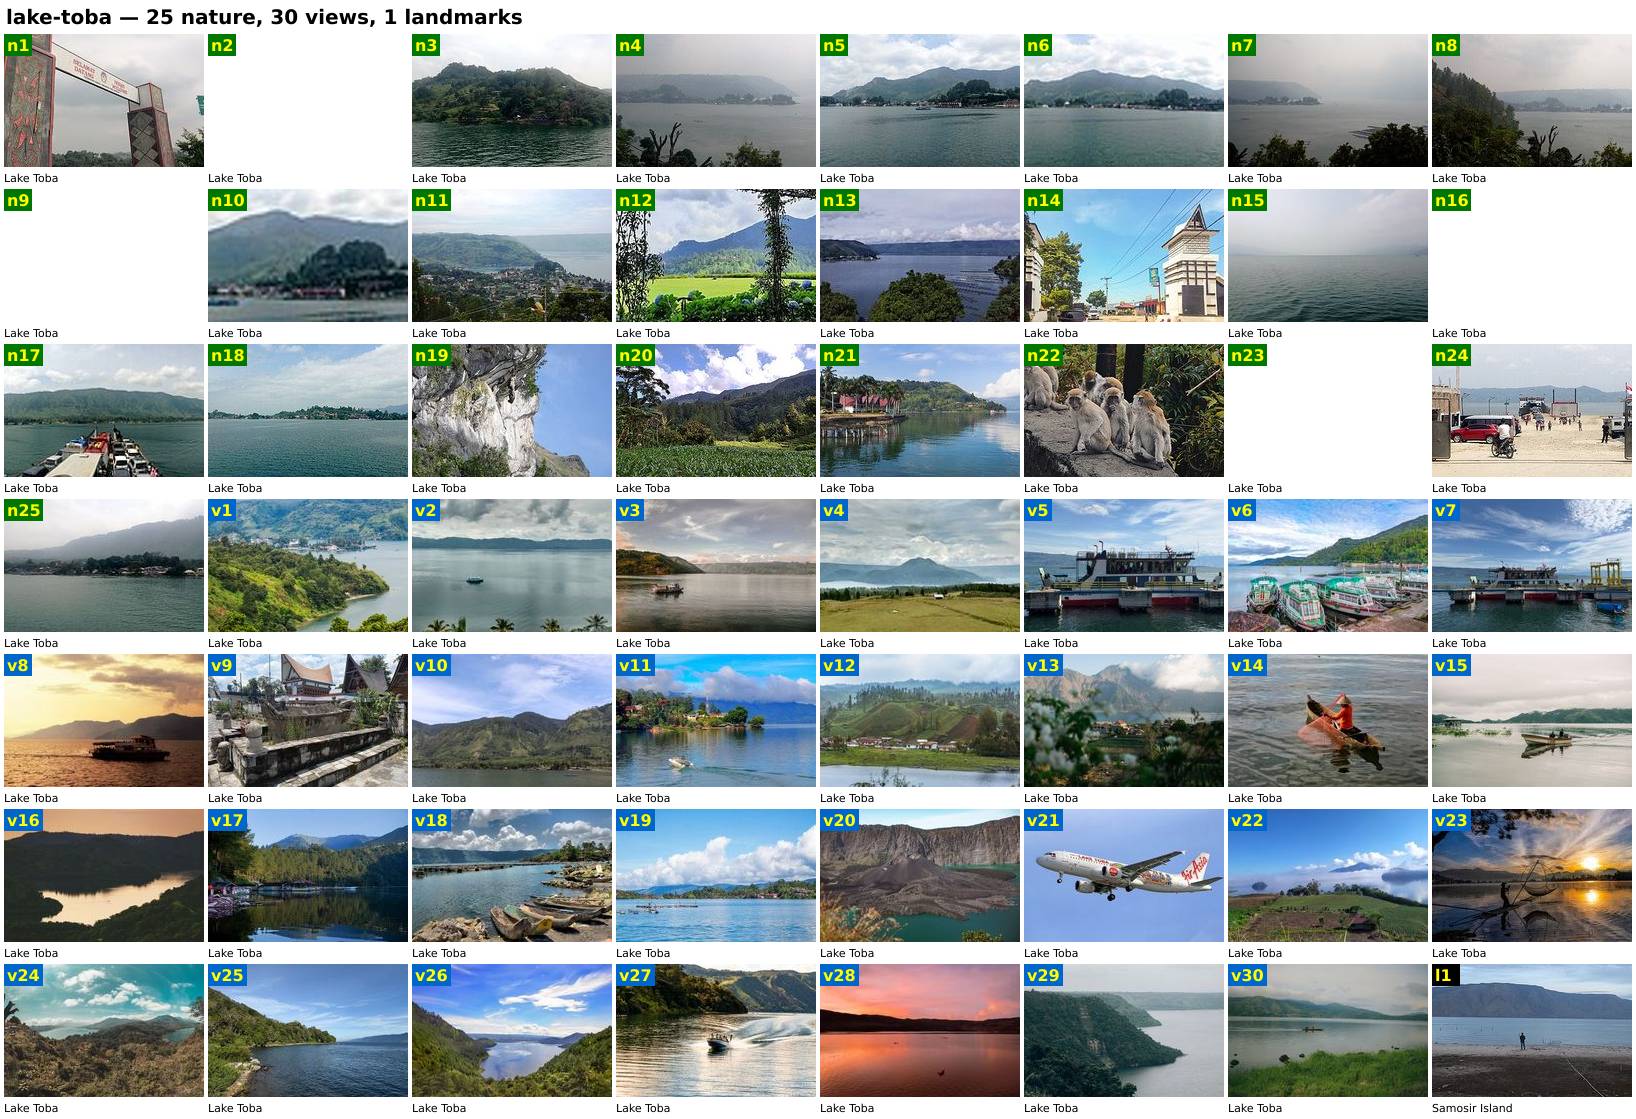 lake-toba — 25 nature, 30 views, 1 landmarks
n1 n2 n3 n4 n5 n6 n7 n8
SELAMAT DATANG
Lake Toba Lake Toba Lake Toba Lake Toba Lake Toba Lake Toba Lake Toba Lake Toba
n9 n10 n11 n12 n13 n14 n15 n16
Lake Toba Lake Toba Lake Toba Lake Toba Lake Toba Lake Toba Lake Toba Lake Toba
n17 n18 n19 n20 n21 n22 n23 n24
Lake Toba Lake Toba Lake Toba Lake Toba Lake Toba Lake Toba Lake Toba Lake Toba
n25 v1 v2 v3 v4 v5 v6 v7
Lake Toba Lake Toba Lake Toba Lake Toba Lake Toba Lake Toba Lake Toba Lake Toba
v8 v9 v10 v11 v12 v13 v14 v15
Lake Toba Lake Toba Lake Toba Lake Toba Lake Toba Lake Toba Lake Toba Lake Toba
v16 v17 v18 v19 v20 v21 v22 v23
AirAsia
Lake Toba Lake Toba Lake Toba Lake Toba Lake Toba Lake Toba Lake Toba Lake Toba
v24 v25 v26 v27 v28 v29 v30 l1
Lake Toba Lake Toba Lake Toba Lake Toba Lake Toba Lake Toba Lake Toba Samosir Island